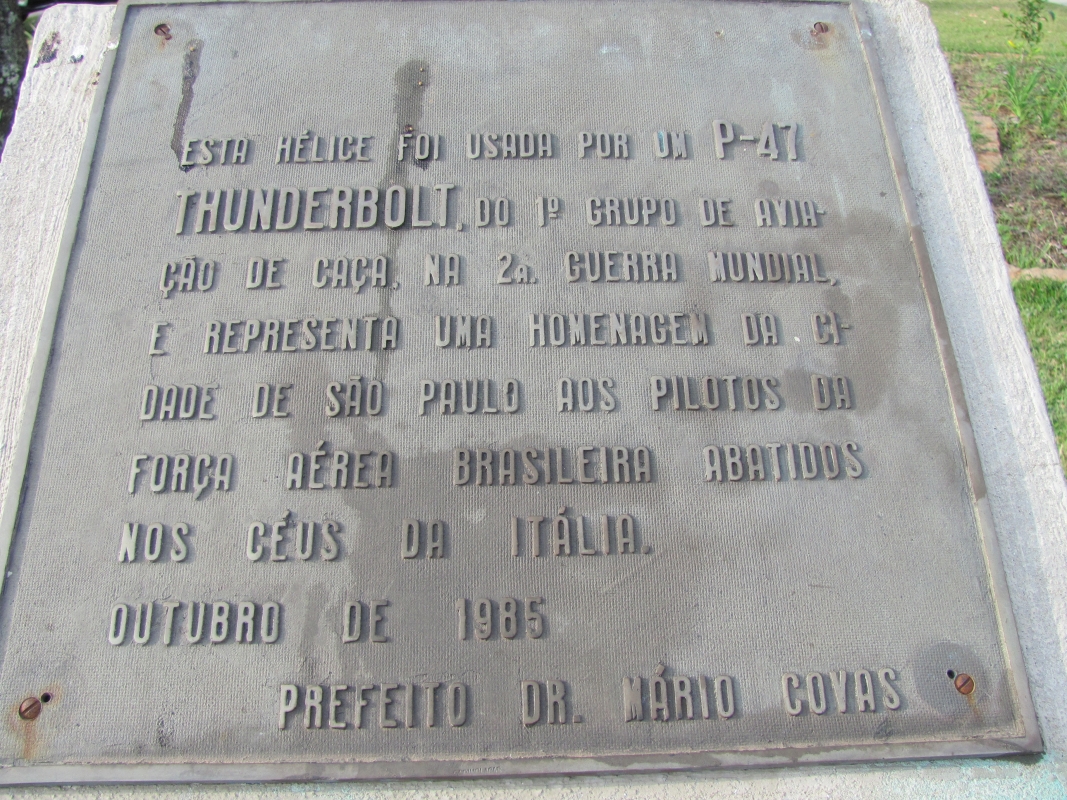 ESTA HÉLICE FOI USADA POR UM P-47
THUNDERBOLT, DO 1º GRUPO DE AVIA-
ÇÃO DE CAÇA, NA 2a. GUERRA MUNDIAL,
E REPRESENTA UMA HOMENAGEM DA CI-
DADE DE SÃO PAULO AOS PILOTOS DA
FORÇA AÉREA BRASILEIRA ABATIDOS
NOS CÉUS DA ITÁLIA.
OUTUBRO DE 1985
PREFEITO DR. MÁRIO COVAS